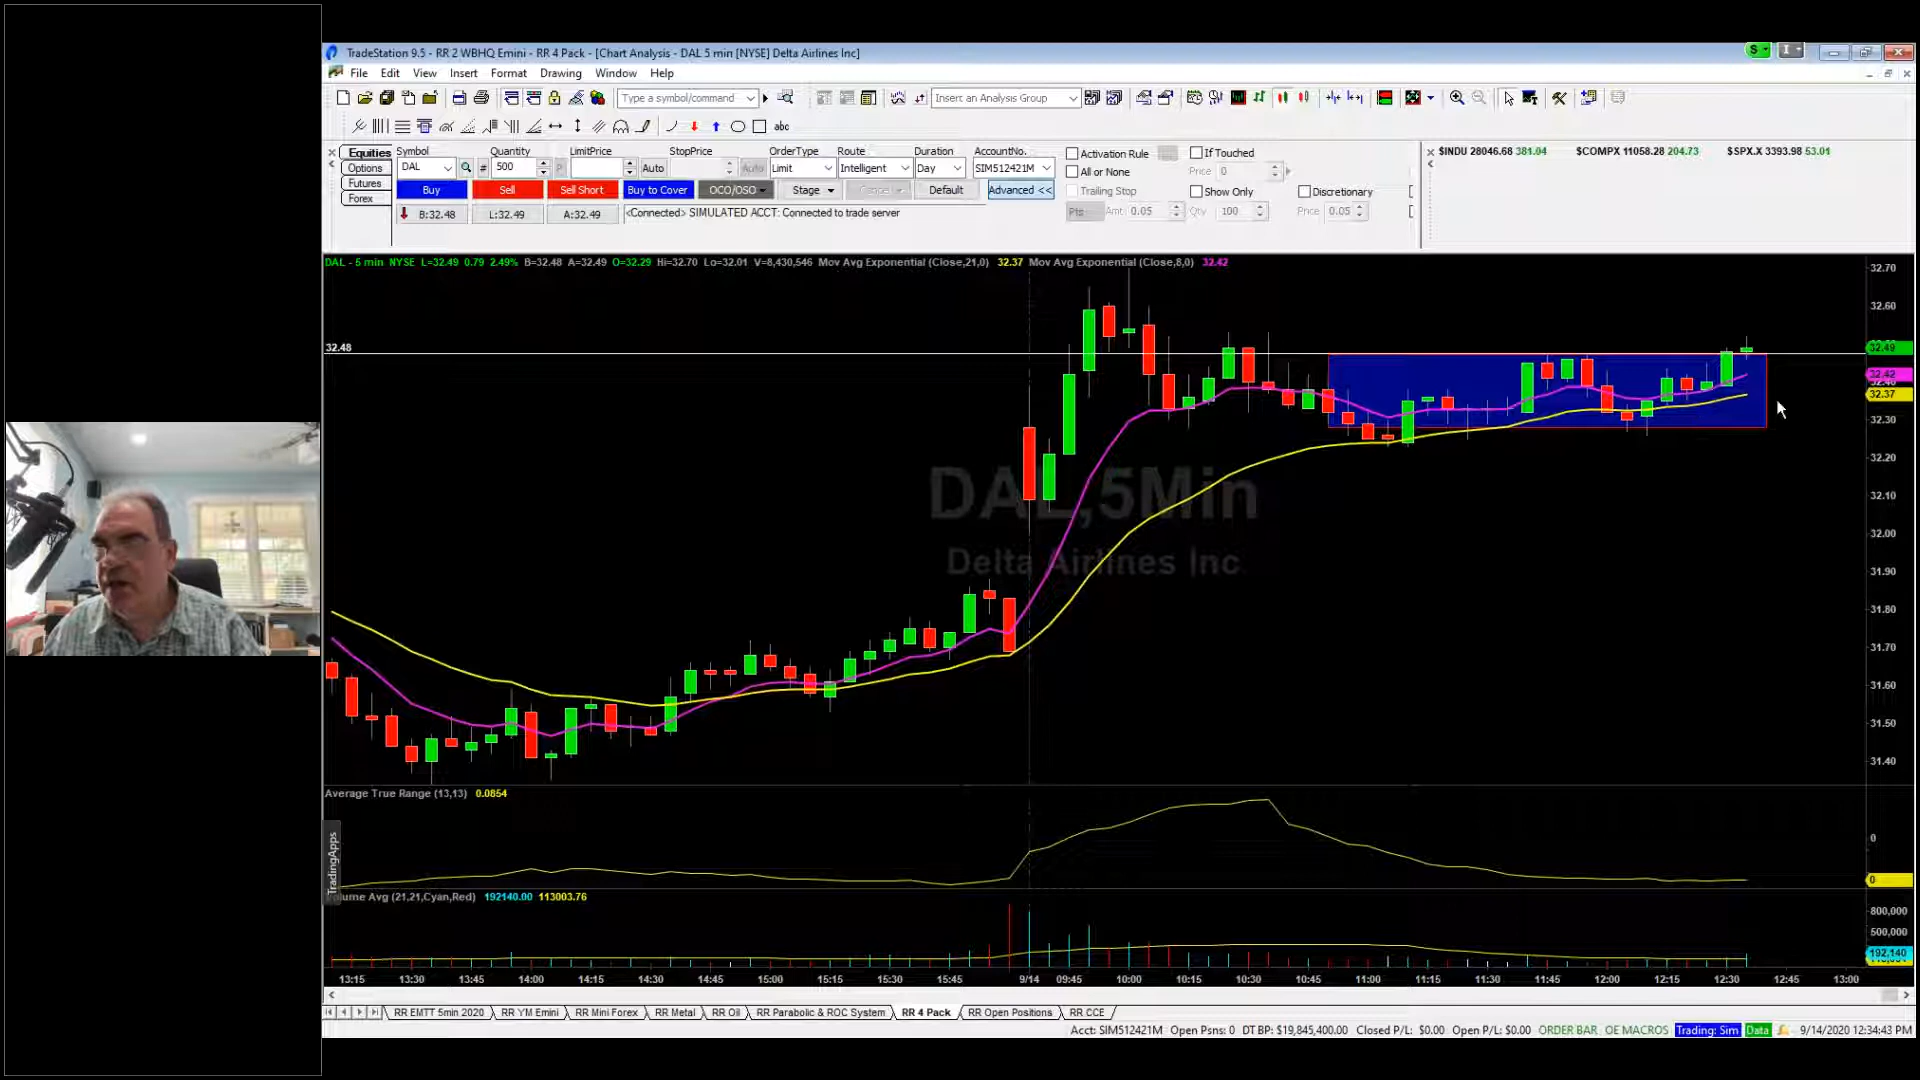 TradeStation 9.5 - RR 2 WBHQ Emini - RR 4 Pack - [Chart Analysis - DAL 5 min [NYSE] Delta Airlines Inc]
S
I
File Edit View Insert Format Drawing Window Help
Type a symbol/command
Insert an Analysis Group
abc
Equities
Options
Futures
Forex
Symbol Quantity LimitPrice StopPrice OrderType Route Duration AccountNo.
DAL # 500 Auto Auto Limit Intelligent Day SIM512421M
Buy Sell Sell Short Buy to Cover OCO/OSO Stage Cancel Default Advanced <<
B:32.48 L:32.49 A:32.49 <Connected> SIMULATED ACCT: Connected to trade server
Activation Rule If Touched
All or None Price 0
Trailing Stop Show Only Discretionary
Pts Amt 0.05 Qty 100 Price 0.05
$INDU 28046.68 381.04 $COMPX 11058.28 204.73 $SPX.X 3393.98 53.01
DAL - 5 min NYSE L=32.49 0.79 2.49% B=32.48 A=32.49 O=32.29 Hi=32.70 Lo=32.01 V=8,430,546 Mov Avg Exponential (Close,21,0) 32.37 Mov Avg Exponential (Close,8,0) 32.42
32.48
DAL,5Min
Delta Airlines Inc
32.70
32.60
32.49
32.42
32.40
32.37
32.30
32.20
32.10
32.00
31.90
31.80
31.70
31.60
31.50
31.40
Average True Range (13,13) 0.0854
0
0
TradingApps
Volume Avg (21,21,Cyan,Red) 192140.00 113003.76
800,000
500,000
192,140
13:15 13:30 13:45 14:00 14:15 14:30 14:45 15:00 15:15 15:30 15:45 9/14 09:45 10:00 10:15 10:30 10:45 11:00 11:15 11:30 11:45 12:00 12:15 12:30 12:45 13:00
RR EMTT 5min 2020 RR YM Emini RR Mini Forex RR Metal RR Oil RR Parabolic & ROC System RR 4 Pack RR Open Positions RR CCE
Acct: SIM512421M Open Psns: 0 DT BP: $19,845,400.00 Closed P/L: $0.00 Open P/L: $0.00 ORDER BAR OE MACROS Trading: Sim Data 9/14/2020 12:34:43 PM